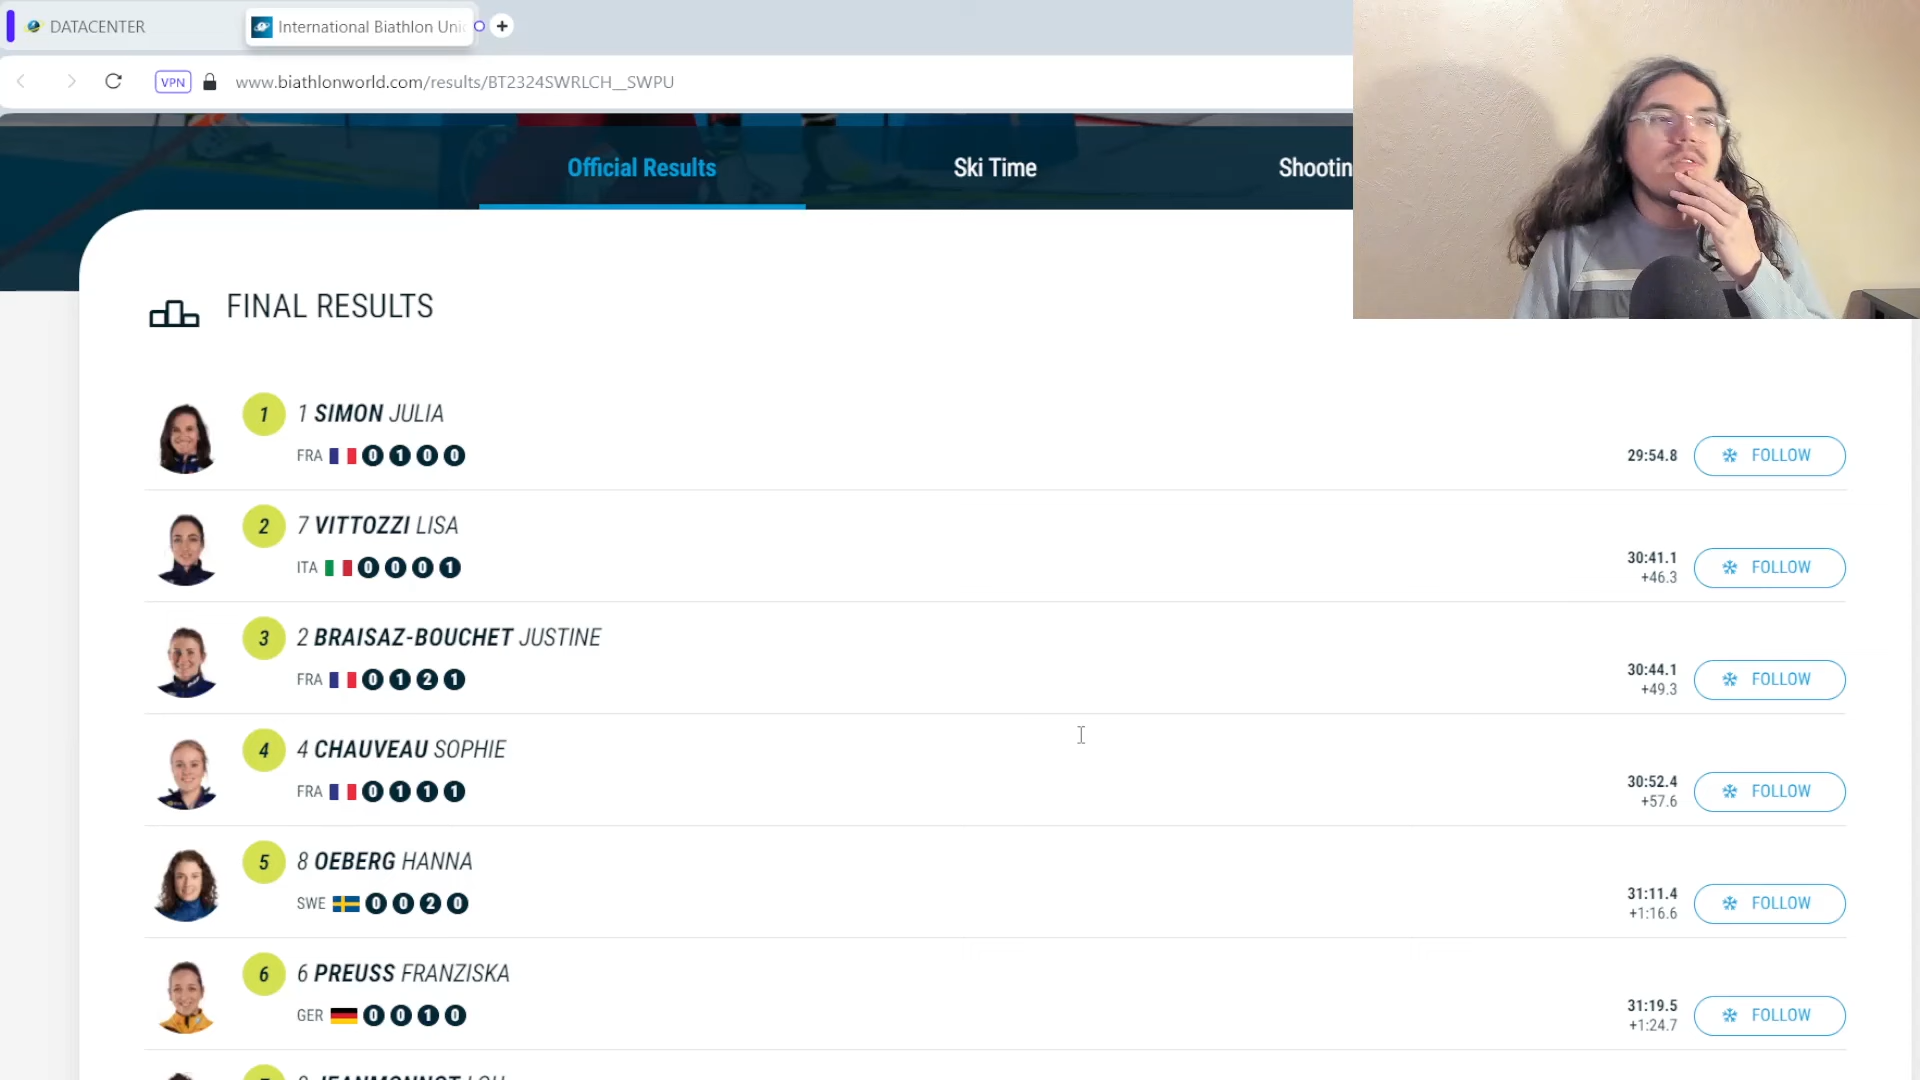 DATACENTER
International Biathlon Uni
VPN www.biathlonworld.com/results/BT2324SWRLCH__SWPU
Official Results Ski Time Shootin
FINAL RESULTS
1 1 SIMON JULIA
FRA 0 1 0 0 29:54.8 FOLLOW
2 7 VITTOZZI LISA
ITA 0 0 0 1 30:41.1 FOLLOW
+46.3
3 2 BRAISAZ-BOUCHET JUSTINE
FRA 0 1 2 1 30:44.1 FOLLOW
+49.3
4 4 CHAUVEAU SOPHIE
FRA 0 1 1 1 30:52.4 FOLLOW
+57.6
5 8 OEBERG HANNA
SWE 0 0 2 0 31:11.4 FOLLOW
+1:16.6
6 6 PREUSS FRANZISKA
GER 0 0 1 0 31:19.5 FOLLOW
+1:24.7